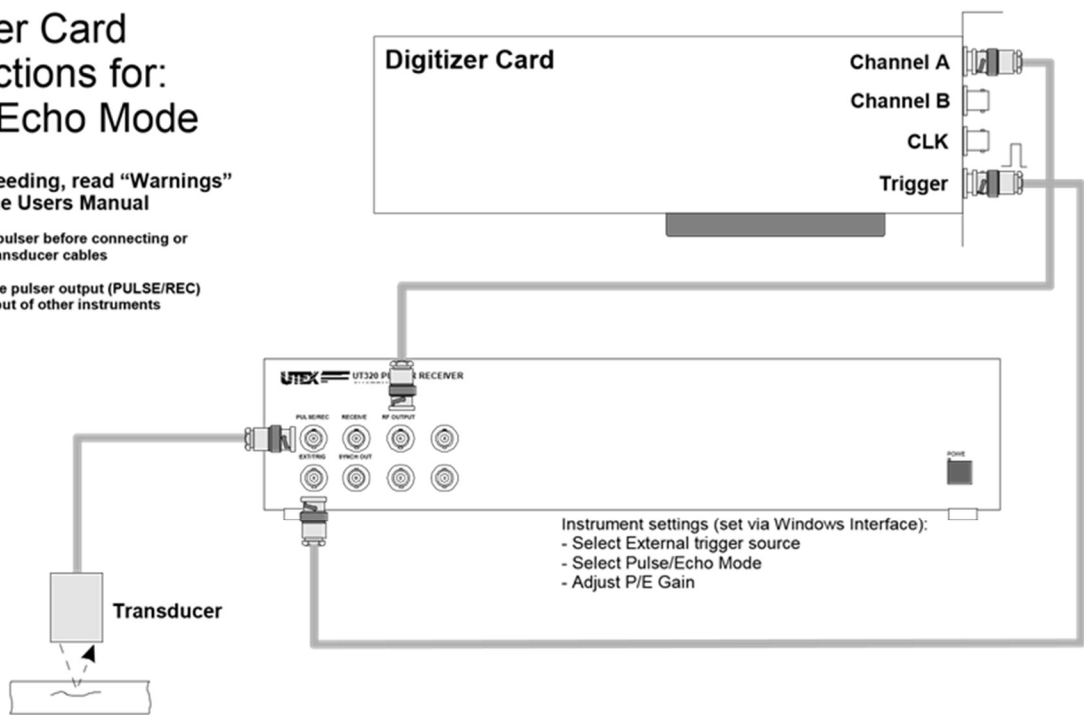 er Card
ctions for:
Echo Mode
eeding, read “Warnings”
e Users Manual
pulser before connecting or
ansducer cables
e pulser output (PULSE/REC)
out of other instruments
Digitizer Card
Channel A
Channel B
CLK
Trigger
UTEX UT320 RECEIVER
PULSE/REC RECEIVE RF OUTPUT
EXT/TRIG SYNCH OUT
POWE
Instrument settings (set via Windows Interface):
- Select External trigger source
- Select Pulse/Echo Mode
- Adjust P/E Gain
Transducer